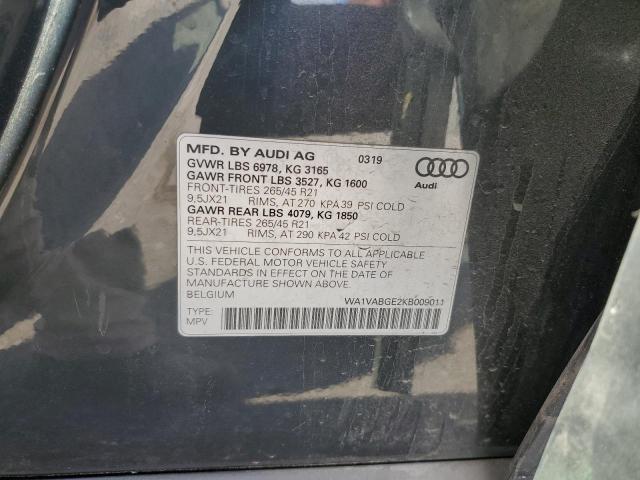 MFD. BY AUDI AG 0319
GVWR LBS 6978, KG 3165
GAWR FRONT LBS 3527, KG 1600
FRONT-TIRES 265/45 R21
9,5JX21 RIMS, AT 270 KPA 39 PSI COLD
GAWR REAR LBS 4079, KG 1850
REAR-TIRES 265/45 R21
9,5JX21 RIMS, AT 290 KPA 42 PSI COLD
Audi
THIS VEHICLE CONFORMS TO ALL APPLICABLE
U.S. FEDERAL MOTOR VEHICLE SAFETY
STANDARDS IN EFFECT ON THE DATE OF
MANUFACTURE SHOWN ABOVE.
BELGIUM
WA1VABGE2KB009011
TYPE:
MPV